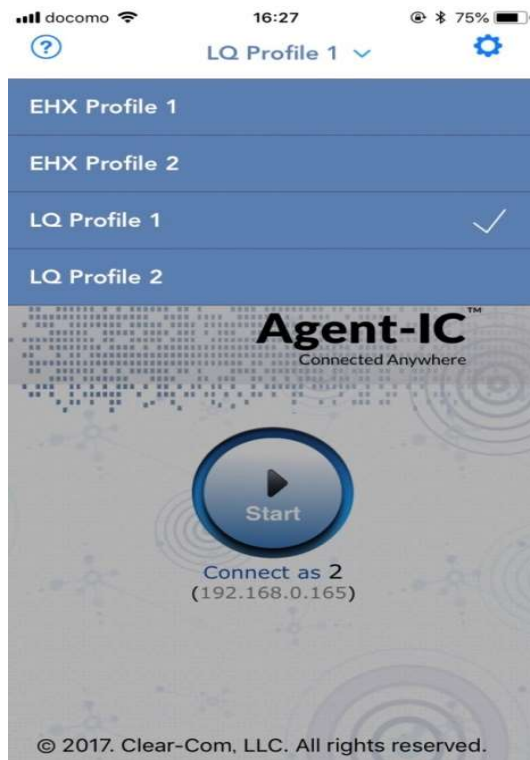 docomo 16:27 75%
? LQ Profile 1
EHX Profile 1
EHX Profile 2
LQ Profile 1
LQ Profile 2
Agent-IC™
Connected Anywhere
Start
Connect as 2
(192.168.0.165)
© 2017. Clear-Com, LLC. All rights reserved.